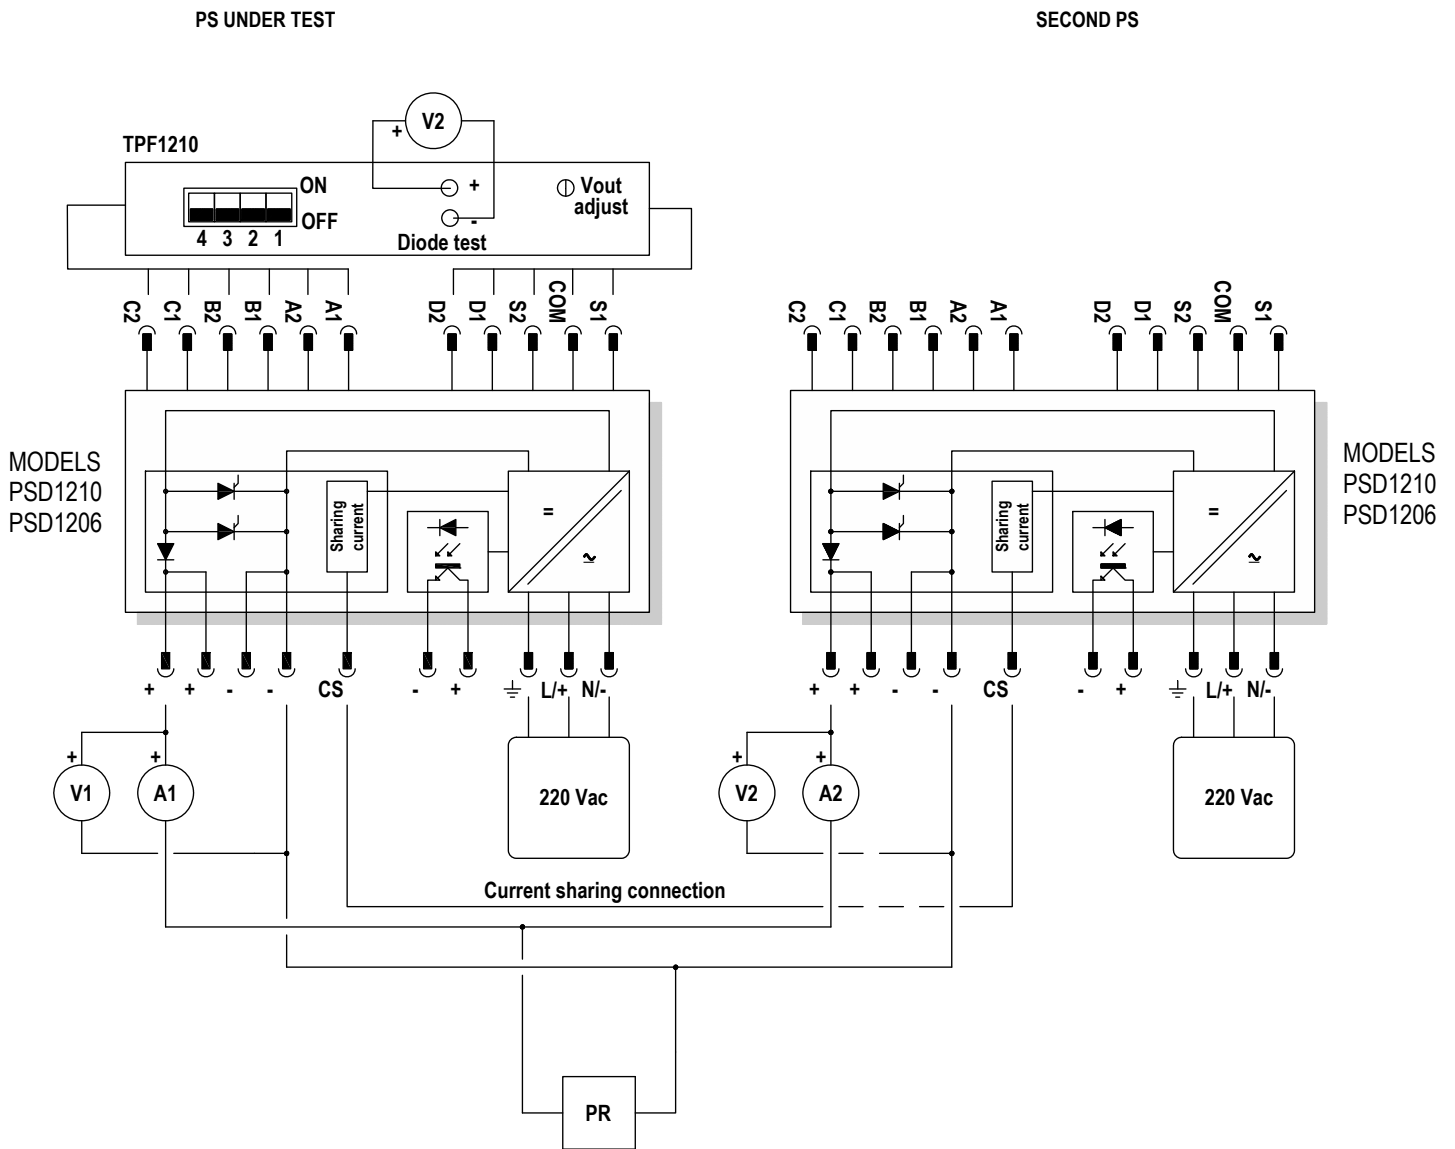 PS UNDER TEST
SECOND PS
V2
+
TPF1210
ON
OFF
4 3 2 1
+
-
Diode test
Vout
adjust
C2 C1 B2 B1 A2 A1 D2 D1 S2 COM S1
C2 C1 B2 B1 A2 A1 D2 D1 S2 COM S1
MODELS
PSD1210
PSD1206
Sharing
current
=
~
Sharing
current
=
~
MODELS
PSD1210
PSD1206
+ + - - CS - + L/+ N/-
+ + - - CS - + L/+ N/-
+ +
V1 A1
220 Vac
+ +
V2 A2
220 Vac
Current sharing connection
PR